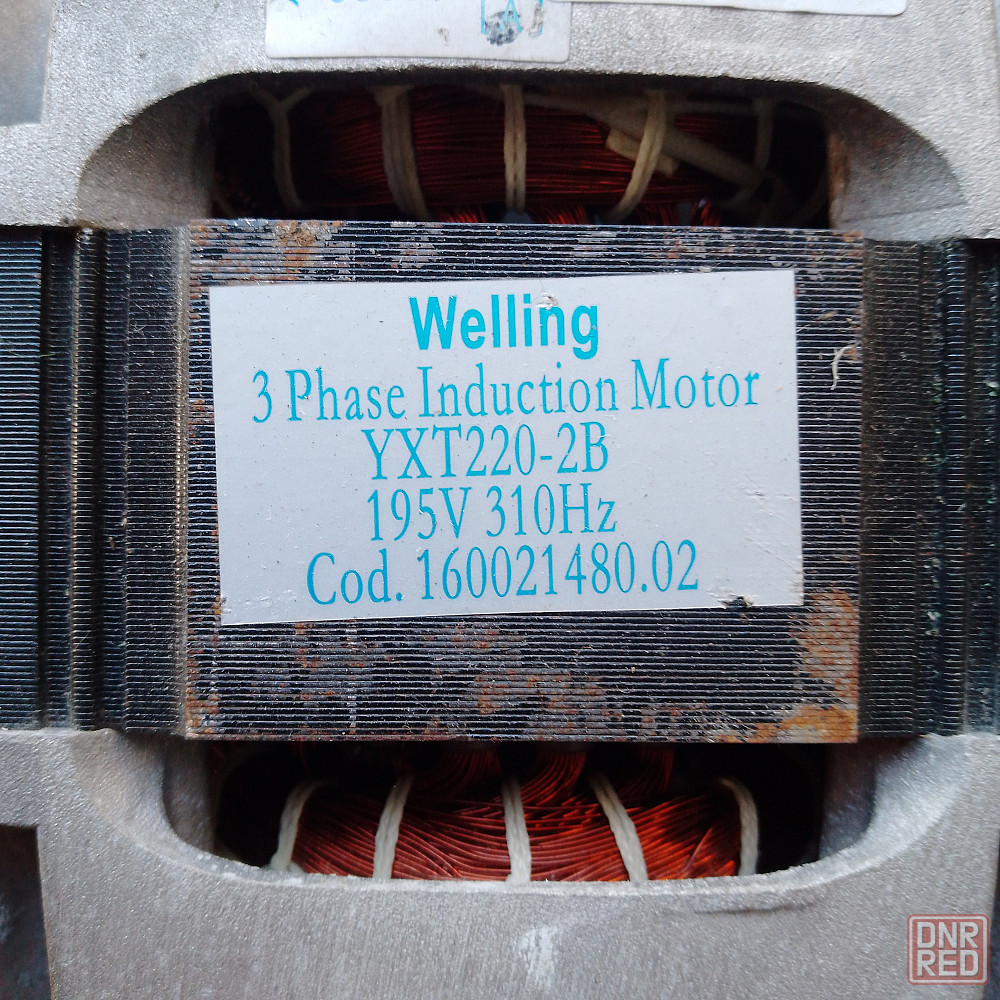 Welling
3 Phase Induction Motor
YXT220-2B
195V 310Hz
Cod. 160021480.02
DNR
RED